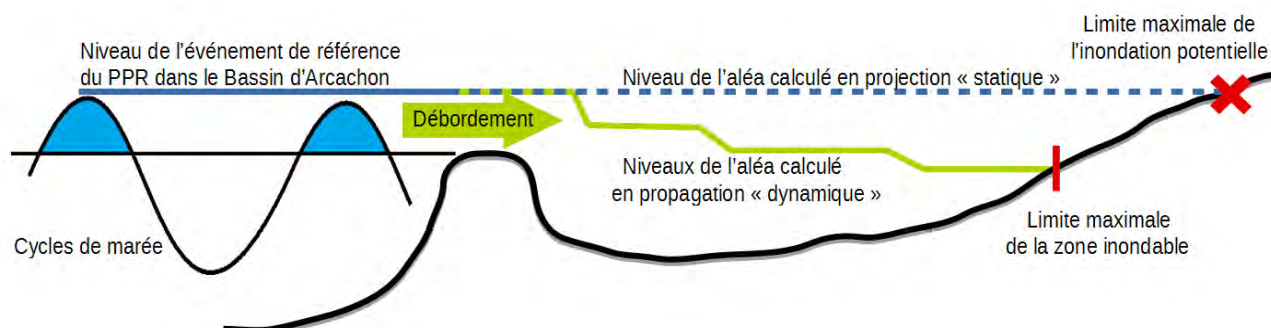 Limite maximale de
l'inondation potentielle
Niveau de l'événement de référence
du PPR dans le Bassin d'Arcachon
Niveau de l'aléa calculé en projection « statique »
Débordement
Niveaux de l'aléa calculé
en propagation « dynamique »
Limite maximale
de la zone inondable
Cycles de marée